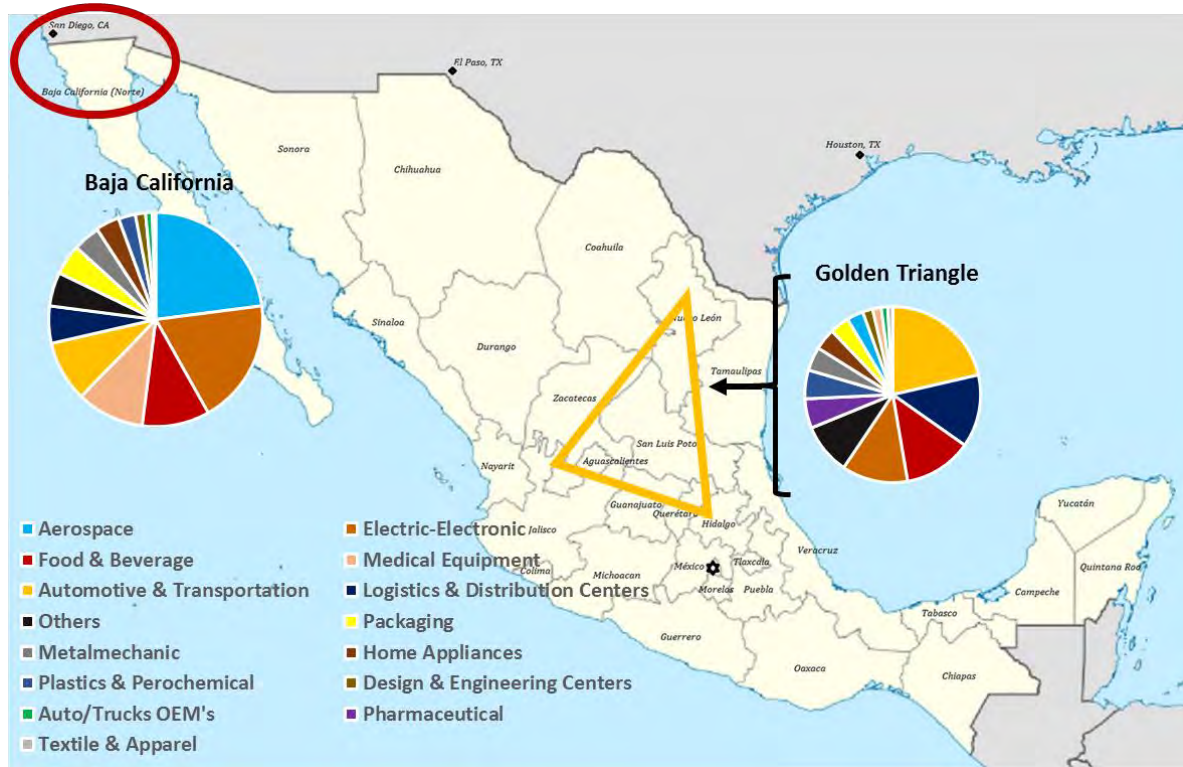 San Diego, CA
El Paso, TX
Baja California (Norte)
Houston, TX
Sonora
Chihuahua
Baja California
Coahuila
Golden Triangle
Nuevo León
Sinaloa
Durango
Tamaulipas
Zacatecas
San Luis Poto
Nayarit
Aguascalientes
Guanajuato
Querétaro
Hidalgo
Yucatán
Jalisco
Veracruz
México
Tlaxcala
Quintana Roo
Colima
Michoacan
Morelos
Puebla
Campeche
Tabasco
Guerrero
Oaxaca
Chiapas
Aerospace
Electric-Electronic
Food & Beverage
Medical Equipment
Automotive & Transportation
Logistics & Distribution Centers
Others
Packaging
Metalmechanic
Home Appliances
Plastics & Perochemical
Design & Engineering Centers
Auto/Trucks OEM's
Pharmaceutical
Textile & Apparel